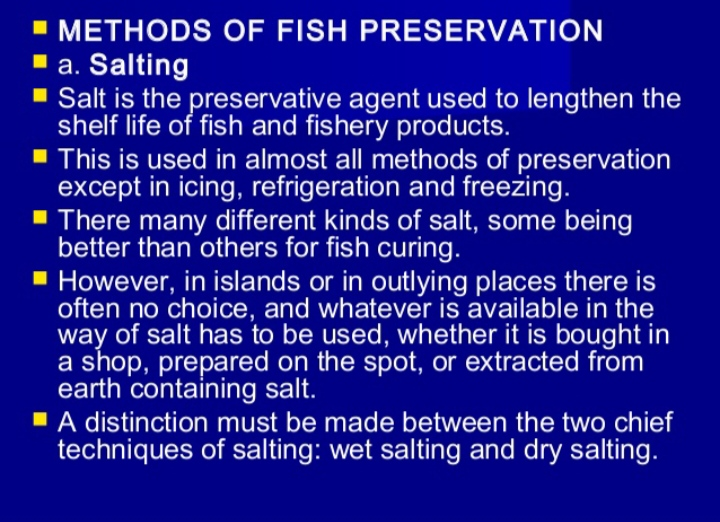 METHODS OF FISH PRESERVATION
a. Salting
Salt is the preservative agent used to lengthen the
shelf life of fish and fishery products.
This is used in almost all methods of preservation
except in icing, refrigeration and freezing.
There many different kinds of salt, some being
better than others for fish curing.
However, in islands or in outlying places there is
often no choice, and whatever is available in the
way of salt has to be used, whether it is bought in
a shop, prepared on the spot, or extracted from
earth containing salt.
A distinction must be made between the two chief
techniques of salting: wet salting and dry salting.